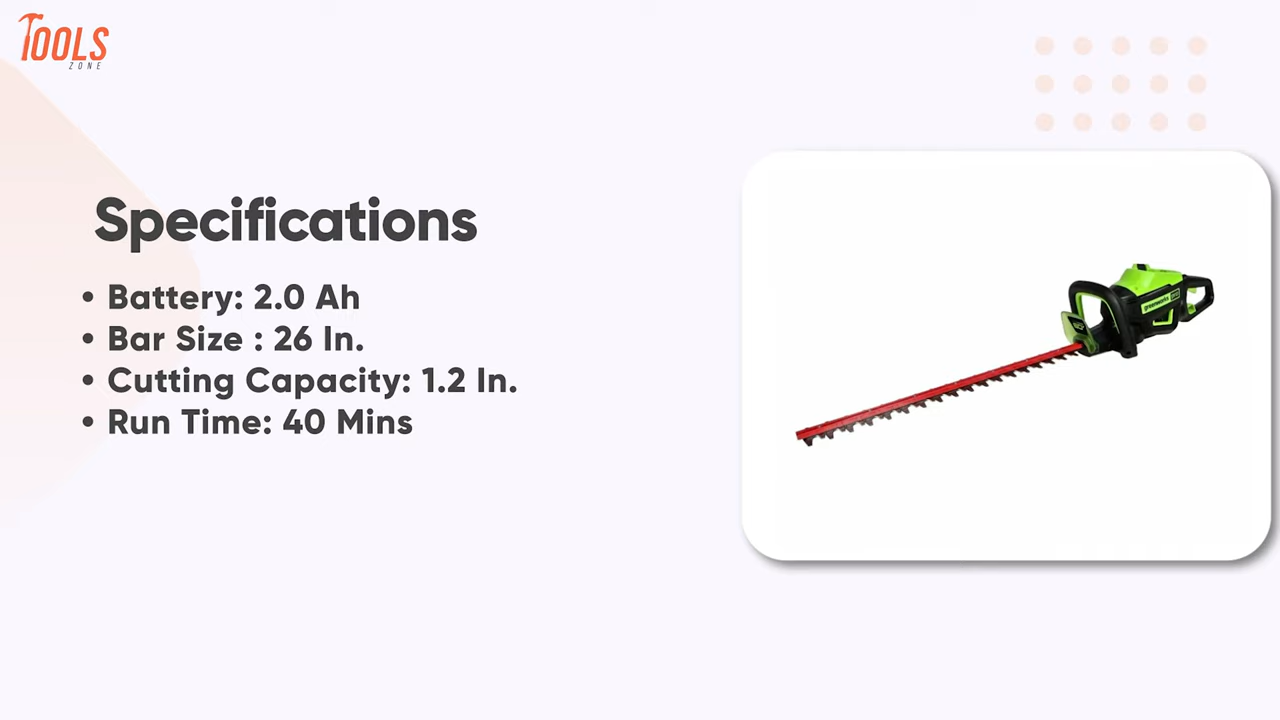 TOOLS
ZONE
Specifications
• Battery: 2.0 Ah
• Bar Size : 26 In.
• Cutting Capacity: 1.2 In.
• Run Time: 40 Mins
greenworks